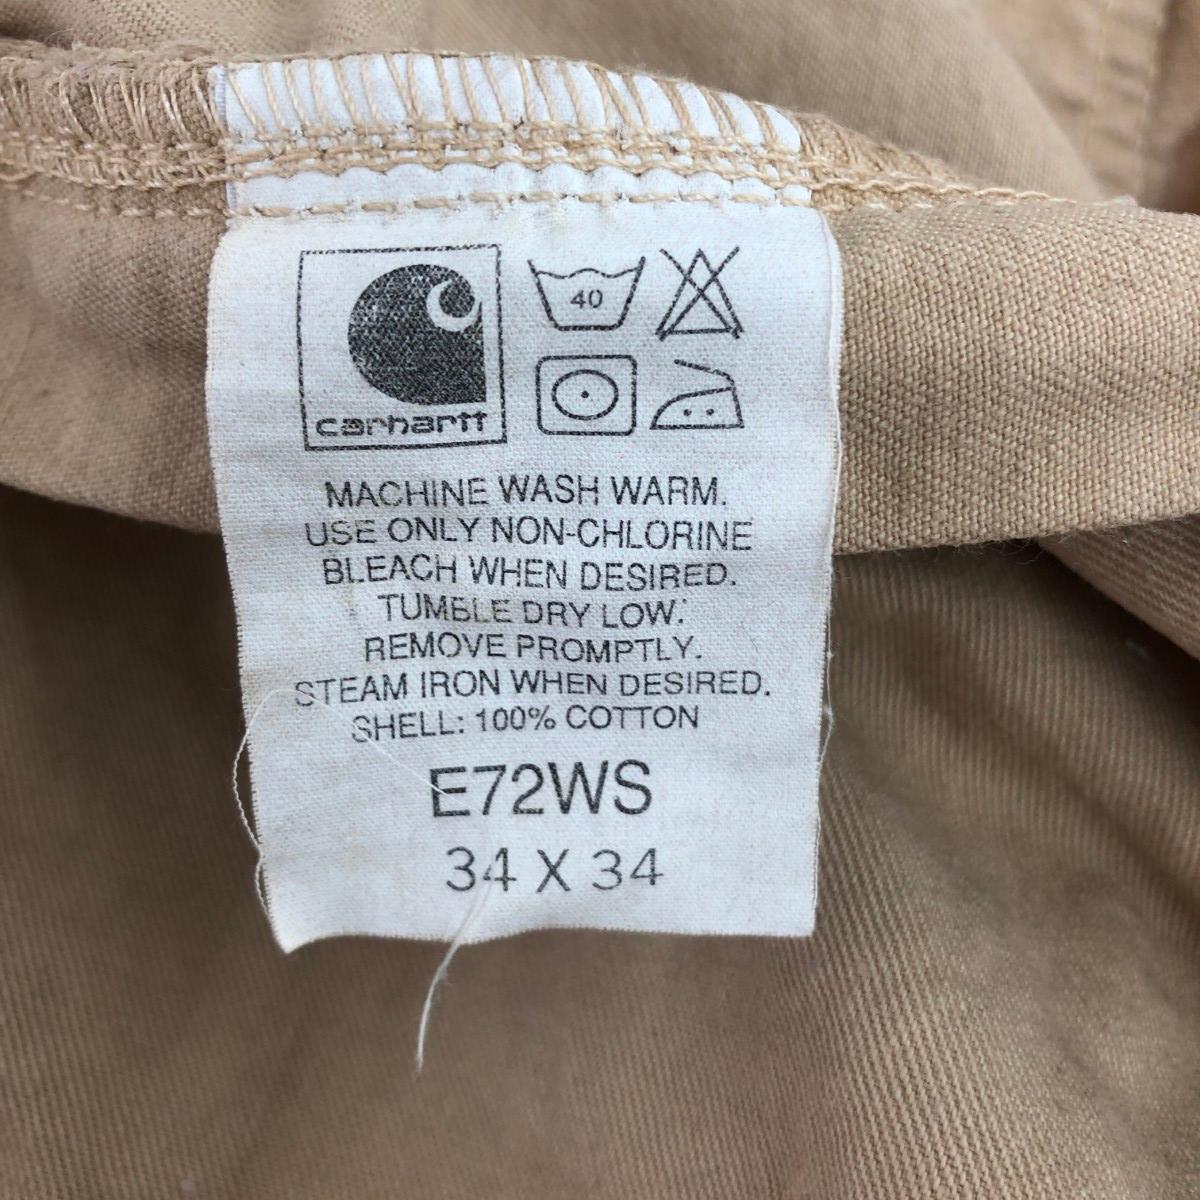 carhartt
40
MACHINE WASH WARM.
USE ONLY NON-CHLORINE
BLEACH WHEN DESIRED.
TUMBLE DRY LOW.
REMOVE PROMPTLY.
STEAM IRON WHEN DESIRED.
SHELL: 100% COTTON
E72WS
34 X 34